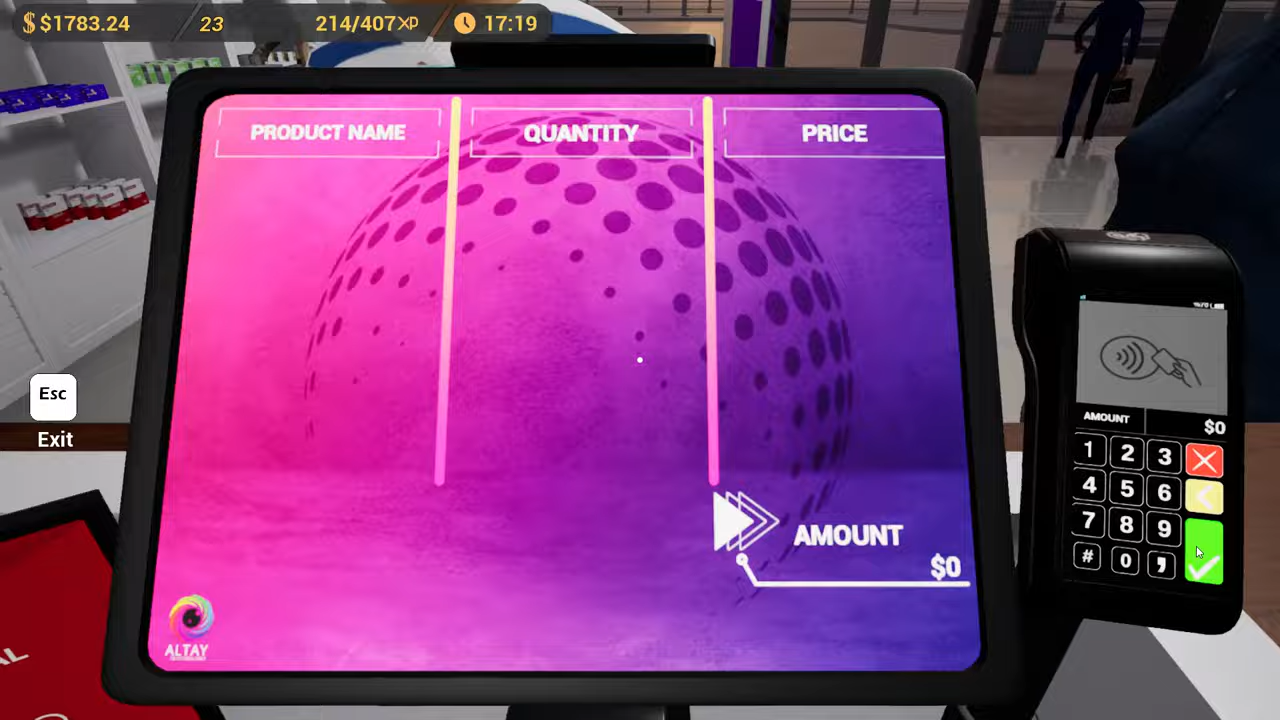 $ $1783.24
23
214/407XP
17:19
PRODUCT NAME
QUANTITY
PRICE
Esc
Exit
AMOUNT
$0
ALTAY
AMOUNT
$0
1 2 3
4 5 6
7 8 9
# 0 ,